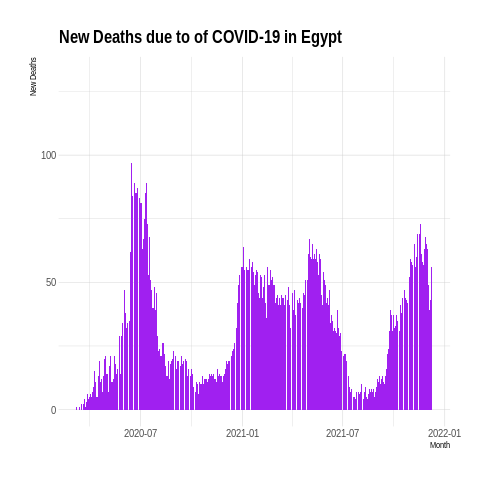 New Deaths due to of COVID-19 in Egypt
New Deaths
100
50
0
2020-07
2021-01
2021-07
2022-01
Month